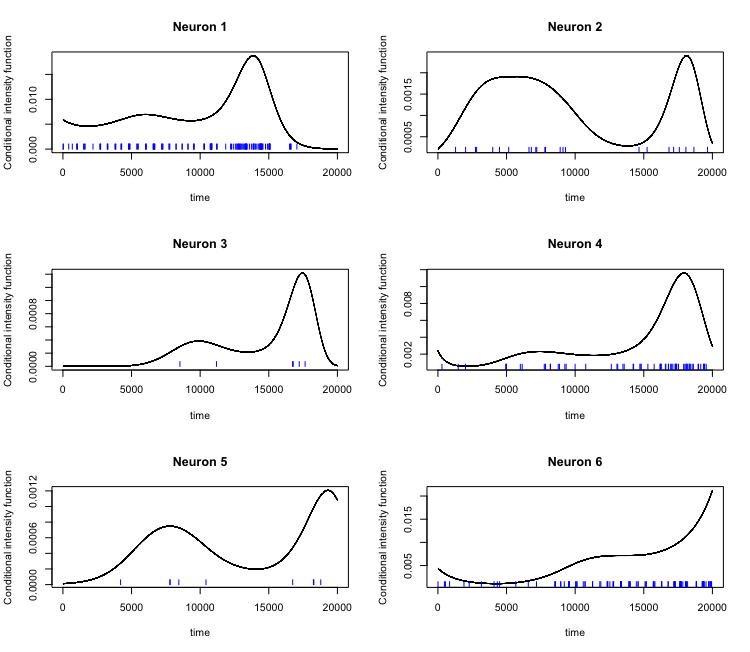 Neuron 1
Conditional intensity function
0.000 0.010
0 5000 10000 15000 20000
time
Neuron 2
Conditional intensity function
0.0005 0.0015
0 5000 10000 15000 20000
time
Neuron 3
Conditional intensity function
0.0000 0.0008
0 5000 10000 15000 20000
time
Neuron 4
Conditional intensity function
0.002 0.008
0 5000 10000 15000 20000
time
Neuron 5
Conditional intensity function
0.0000 0.0006 0.0012
0 5000 10000 15000 20000
time
Neuron 6
Conditional intensity function
0.005 0.015
0 5000 10000 15000 20000
time